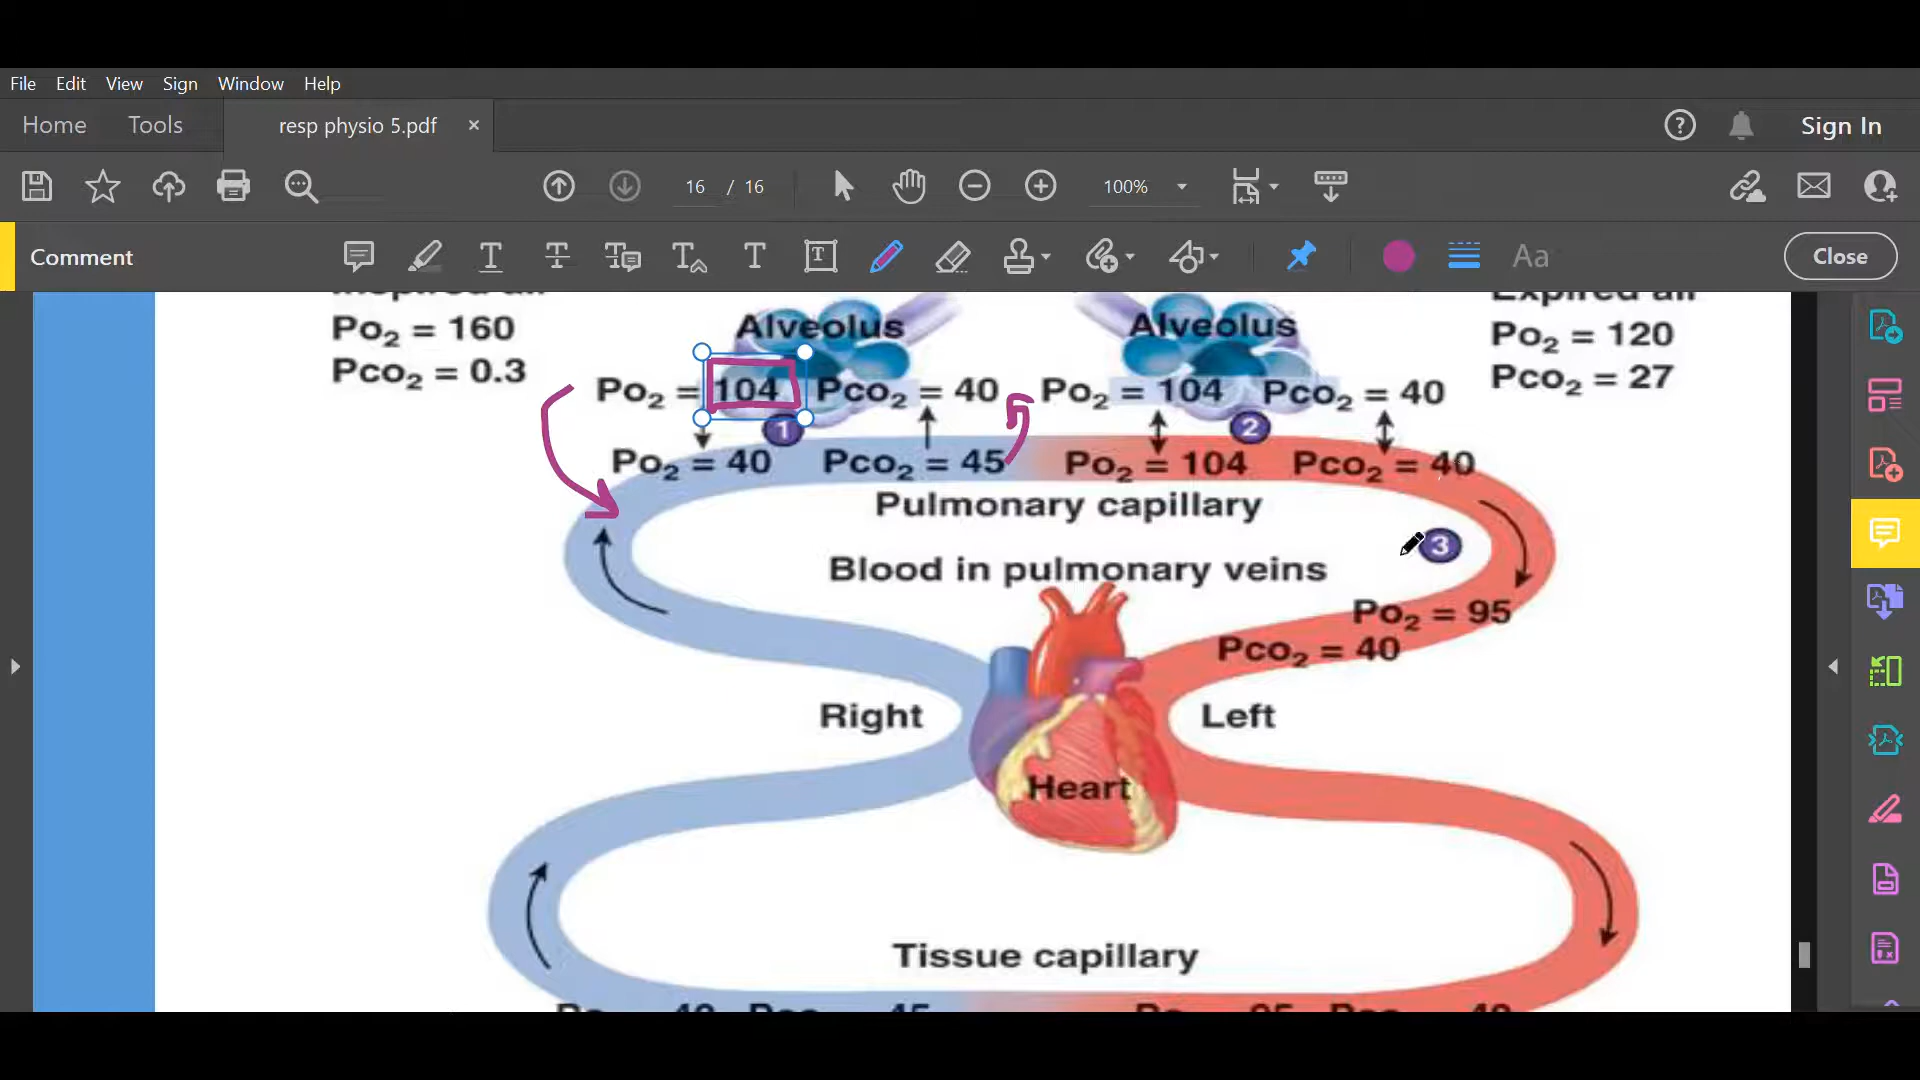 File Edit View Sign Window Help
Home Tools resp physio 5.pdf × Sign In
16 / 16 100%
Comment Close
Alveolus Alveolus
Po2 = 160 Po2 = 120
Pco2 = 0.3 Pco2 = 27
Po2 = 104 Pco2 = 40 Po2 = 104 Pco2 = 40
1 2
Po2 = 40 Pco2 = 45 Po2 = 104 Pco2 = 40
Pulmonary capillary
3
Blood in pulmonary veins
Po2 = 95
Pco2 = 40
Right Left
Heart
Tissue capillary